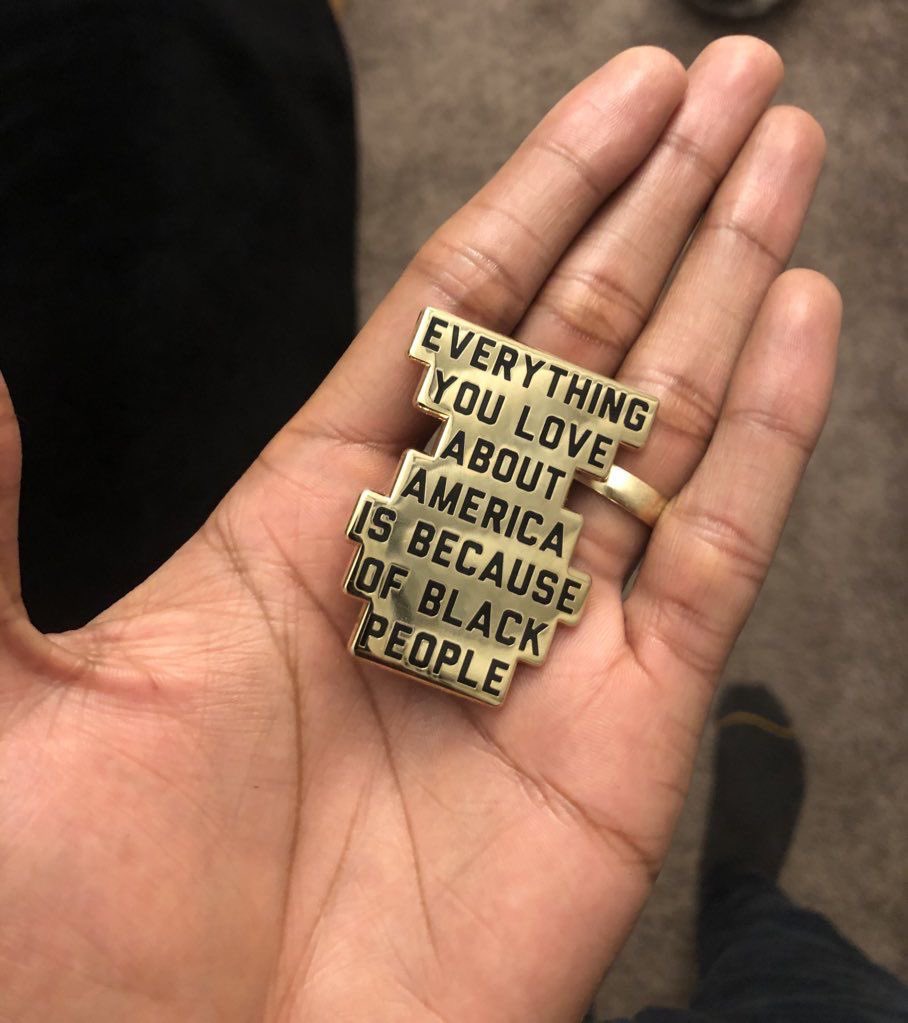 EVERYTHING
YOU LOVE
ABOUT
AMERICA
IS BECAUSE
OF BLACK
PEOPLE